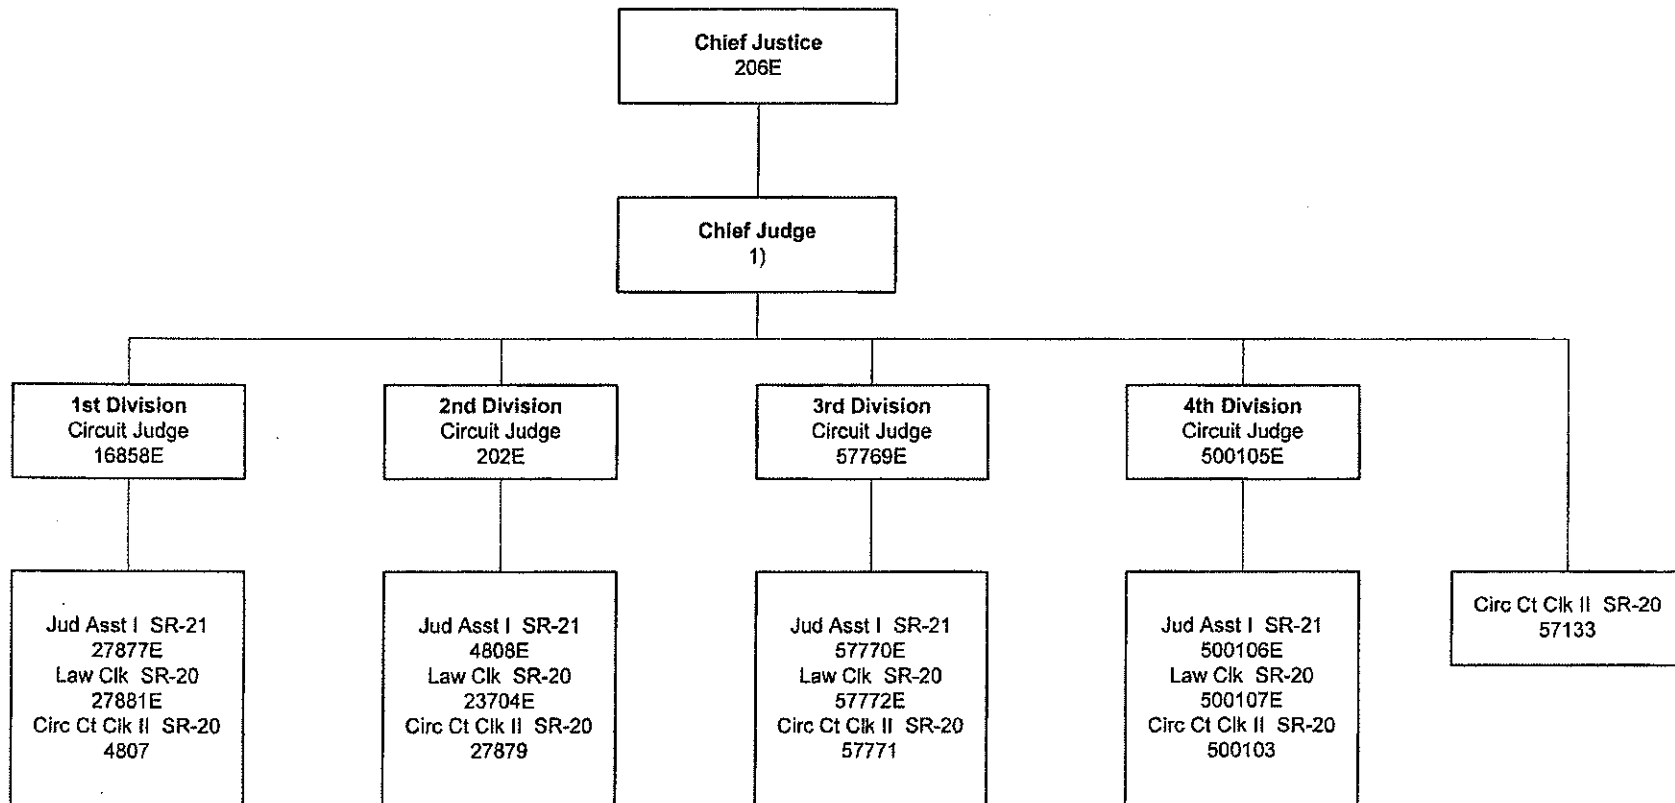 Chief Justice
206E
Chief Judge
1)
1st Division
Circuit Judge
16858E
2nd Division
Circuit Judge
202E
3rd Division
Circuit Judge
57769E
4th Division
Circuit Judge
500105E
Jud Asst I SR-21
27877E
Law Clk SR-20
27881E
Circ Ct Clk II SR-20
4807
Jud Asst I SR-21
4808E
Law Clk SR-20
23704E
Circ Ct Clk II SR-20
27879
Jud Asst I SR-21
57770E
Law Clk SR-20
57772E
Circ Ct Clk II SR-20
57771
Jud Asst I SR-21
500106E
Law Clk SR-20
500107E
Circ Ct Clk II SR-20
500103
Circ Ct Clk II SR-20
57133